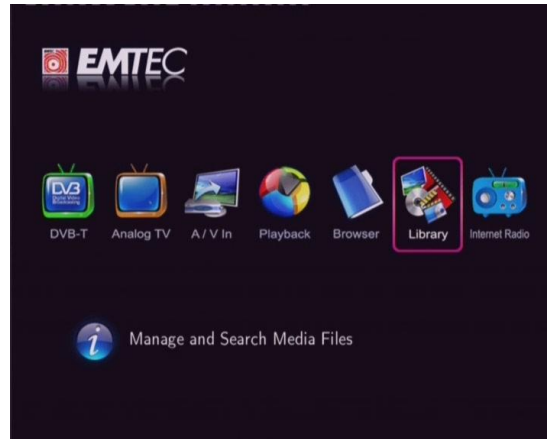 EMTEC
DVB-T
Analog TV
A / V In
Playback
Browser
Library
Internet Radio
Manage and Search Media Files